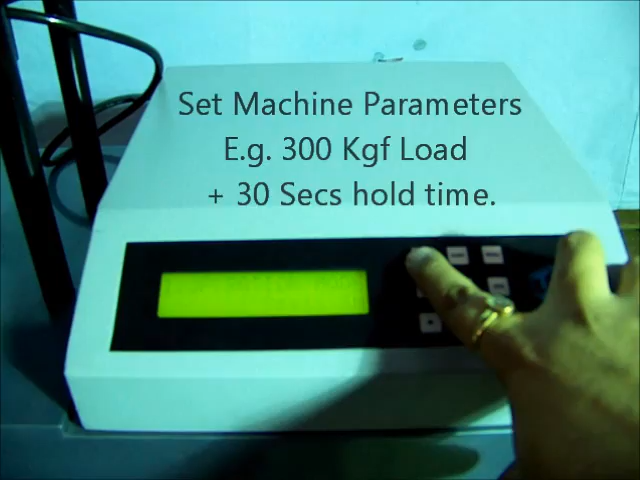 Set Machine Parameters
E.g. 300 Kgf Load
+ 30 Secs hold time.